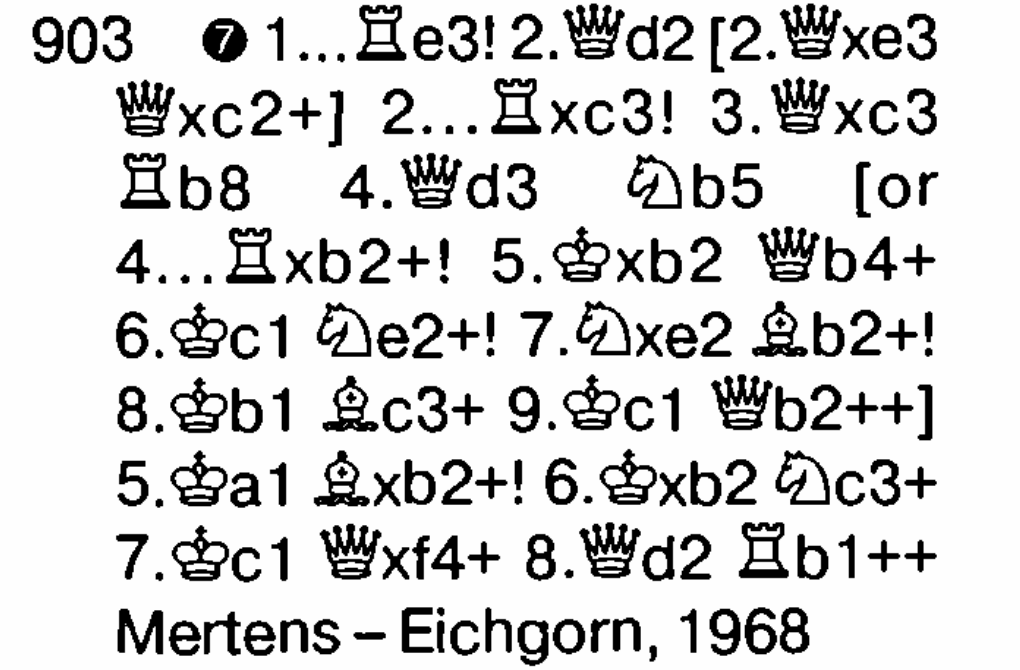 903 ❼ 1...♖e3! 2.♕d2 [2.♕xe3
♕xc2+] 2...♖xc3! 3.♕xc3
♖b8 4.♕d3 ♘b5 [or
4...♖xb2+! 5.♔xb2 ♕b4+
6.♔c1 ♘e2+! 7.♘xe2 ♗b2+!
8.♔b1 ♗c3+ 9.♔c1 ♕b2++]
5.♔a1 ♗xb2+! 6.♔xb2 ♘c3+
7.♔c1 ♕xf4+ 8.♕d2 ♖b1++
Mertens – Eichgorn, 1968